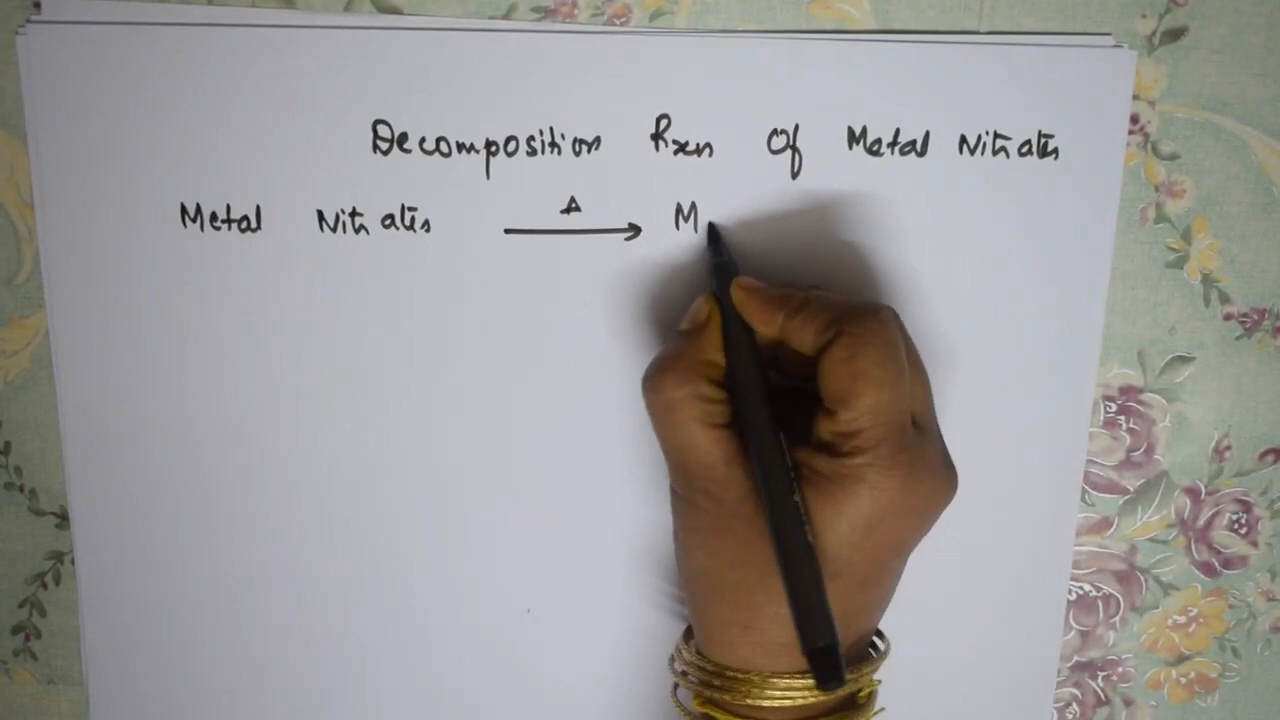 Decomposition Rxn Of Metal Nitrates
Metal Nitrates Δ → M